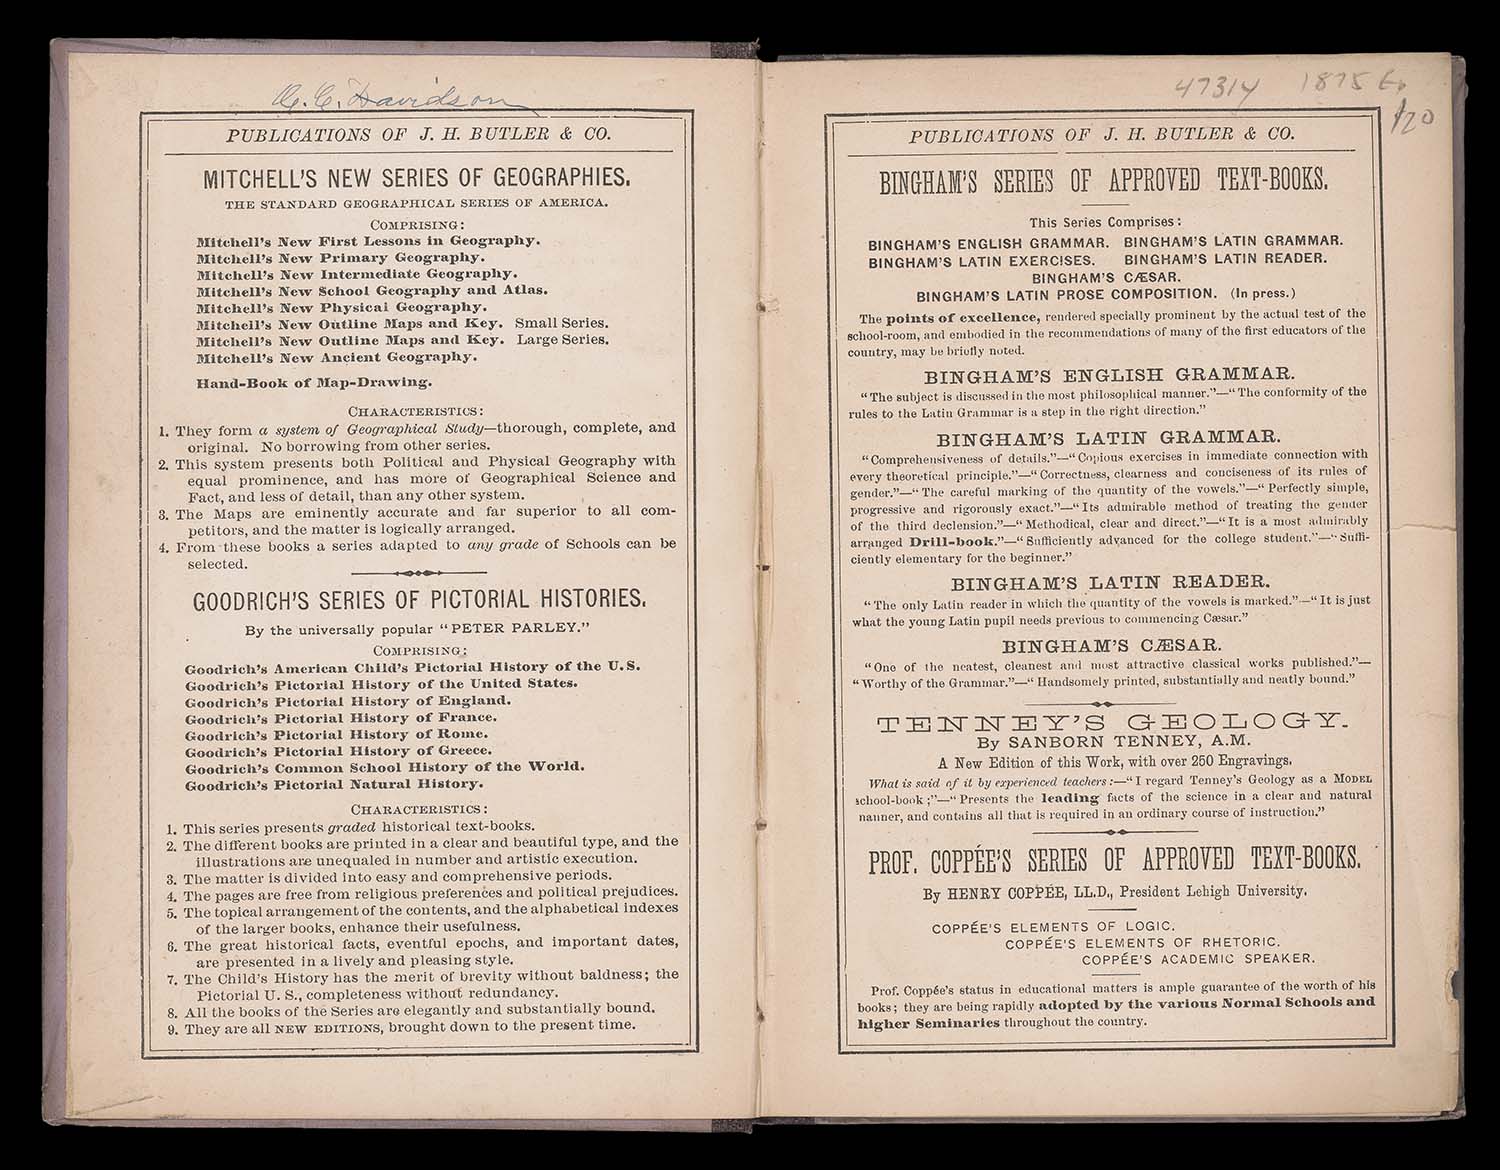 C. C. Davidson
PUBLICATIONS OF J. H. BUTLER & CO.
MITCHELL'S NEW SERIES OF GEOGRAPHIES.
THE STANDARD GEOGRAPHICAL SERIES OF AMERICA.
COMPRISING:
Mitchell's New First Lessons in Geography.
Mitchell's New Primary Geography.
Mitchell's New Intermediate Geography.
Mitchell's New School Geography and Atlas.
Mitchell's New Physical Geography.
Mitchell's New Outline Maps and Key. Small Series.
Mitchell's New Outline Maps and Key. Large Series.
Mitchell's New Ancient Geography.
Hand-Book of Map-Drawing.
CHARACTERISTICS:
1. They form a system of Geographical Study—thorough, complete, and
original. No borrowing from other series.
2. This system presents both Political and Physical Geography with
equal prominence, and has more of Geographical Science and
Fact, and less of detail, than any other system.
3. The Maps are eminently accurate and far superior to all com-
petitors, and the matter is logically arranged.
4. From these books a series adapted to any grade of Schools can be
selected.
GOODRICH'S SERIES OF PICTORIAL HISTORIES.
By the universally popular "PETER PARLEY."
COMPRISING:
Goodrich's American Child's Pictorial History of the U.S.
Goodrich's Pictorial History of the United States.
Goodrich's Pictorial History of England.
Goodrich's Pictorial History of France.
Goodrich's Pictorial History of Rome.
Goodrich's Pictorial History of Greece.
Goodrich's Common School History of the World.
Goodrich's Pictorial Natural History.
CHARACTERISTICS:
1. This series presents graded historical text-books.
2. The different books are printed in a clear and beautiful type, and the
illustrations are unequaled in number and artistic execution.
3. The matter is divided into easy and comprehensive periods.
4. The pages are free from religious preferences and political prejudices.
5. The topical arrangement of the contents, and the alphabetical indexes
of the larger books, enhance their usefulness.
6. The great historical facts, eventful epochs, and important dates,
are presented in a lively and pleasing style.
7. The Child's History has the merit of brevity without baldness; the
Pictorial U. S., completeness without redundancy.
8. All the books of the Series are elegantly and substantially bound.
9. They are all NEW EDITIONS, brought down to the present time.
47314 1875
120
PUBLICATIONS OF J. H. BUTLER & CO.
BINGHAM'S SERIES OF APPROVED TEXT-BOOKS.
This Series Comprises:
BINGHAM'S ENGLISH GRAMMAR. BINGHAM'S LATIN GRAMMAR.
BINGHAM'S LATIN EXERCISES. BINGHAM'S LATIN READER.
BINGHAM'S CÆSAR.
BINGHAM'S LATIN PROSE COMPOSITION. (In press.)
The points of excellence, rendered specially prominent by the actual test of the
school-room, and embodied in the recommendations of many of the first educators of the
country, may be briefly noted.
BINGHAM'S ENGLISH GRAMMAR.
"The subject is discussed in the most philosophical manner."—"The conformity of the
rules to the Latin Grammar is a step in the right direction."
BINGHAM'S LATIN GRAMMAR.
"Comprehensiveness of details."—"Copious exercises in immediate connection with
every theoretical principle."—"Correctness, clearness and conciseness of its rules of
gender."—"The careful marking of the quantity of the vowels."—"Perfectly simple,
progressive and rigorously exact."—"Its admirable method of treating the gender
of the third declension."—"Methodical, clear and direct."—"It is a most admirably
arranged Drill-book."—"Sufficiently advanced for the college student."—"Suffi-
ciently elementary for the beginner."
BINGHAM'S LATIN READER.
"The only Latin reader in which the quantity of the vowels is marked."—"It is just
what the young Latin pupil needs previous to commencing Cæsar."
BINGHAM'S CÆSAR.
"One of the neatest, cleanest and most attractive classical works published."—
"Worthy of the Grammar."—"Handsomely printed, substantially and neatly bound."
TENNEY'S GEOLOGY.
By SANBORN TENNEY, A.M.
A New Edition of this Work, with over 250 Engravings.
What is said of it by experienced teachers:—"I regard Tenney's Geology as a MODEL
school-book;"—"Presents the leading facts of the science in a clear and natural
manner, and contains all that is required in an ordinary course of instruction."
PROF. COPPÉE'S SERIES OF APPROVED TEXT-BOOKS.
By HENRY COPPÉE, LL.D., President Lehigh University.
COPPÉE'S ELEMENTS OF LOGIC.
COPPÉE'S ELEMENTS OF RHETORIC.
COPPÉE'S ACADEMIC SPEAKER.
Prof. Coppée's status in educational matters is ample guarantee of the worth of his
books; they are being rapidly adopted by the various Normal Schools and
higher Seminaries throughout the country.